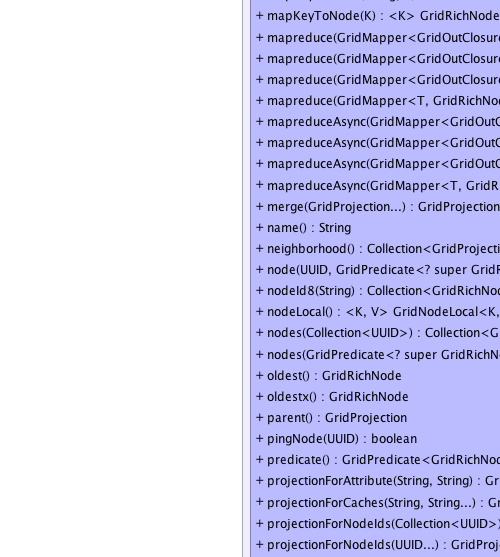 + mapKeyToNode(K) : <K> GridRichNode
+ mapreduce(GridMapper<GridOutClosure
+ mapreduce(GridMapper<GridOutClosure
+ mapreduce(GridMapper<GridOutClosure
+ mapreduce(GridMapper<T, GridRichNo
+ mapreduceAsync(GridMapper<GridOutC
+ mapreduceAsync(GridMapper<GridOutC
+ mapreduceAsync(GridMapper<GridOutC
+ mapreduceAsync(GridMapper<T, GridR
+ merge(GridProjection...) : GridProjection
+ name() : String
+ neighborhood() : Collection<GridProjecti
+ node(UUID, GridPredicate<? super GridR
+ nodeId8(String) : Collection<GridRichNo
+ nodeLocal() : <K, V> GridNodeLocal<K,
+ nodes(Collection<UUID>) : Collection<G
+ nodes(GridPredicate<? super GridRichN
+ oldest() : GridRichNode
+ oldestx() : GridRichNode
+ parent() : GridProjection
+ pingNode(UUID) : boolean
+ predicate() : GridPredicate<GridRichNod
+ projectionForAttribute(String, String) : Gr
+ projectionForCaches(String, String...) : Gr
+ projectionForNodeIds(Collection<UUID>)
+ projectionForNodeIds(UUID...) : GridProj